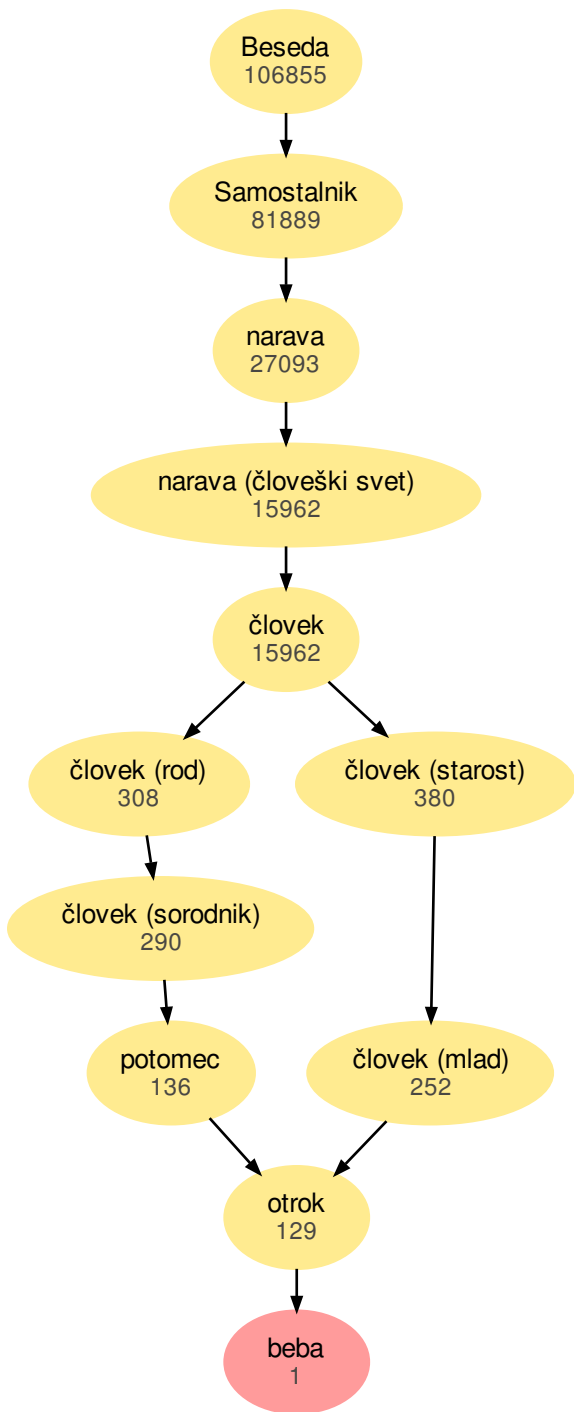 Beseda
106855
Samostalnik
81889
narava
27093
narava (človeški svet)
15962
človek
15962
človek (rod)
308
človek (starost)
380
človek (sorodnik)
290
potomec
136
človek (mlad)
252
otrok
129
beba
1